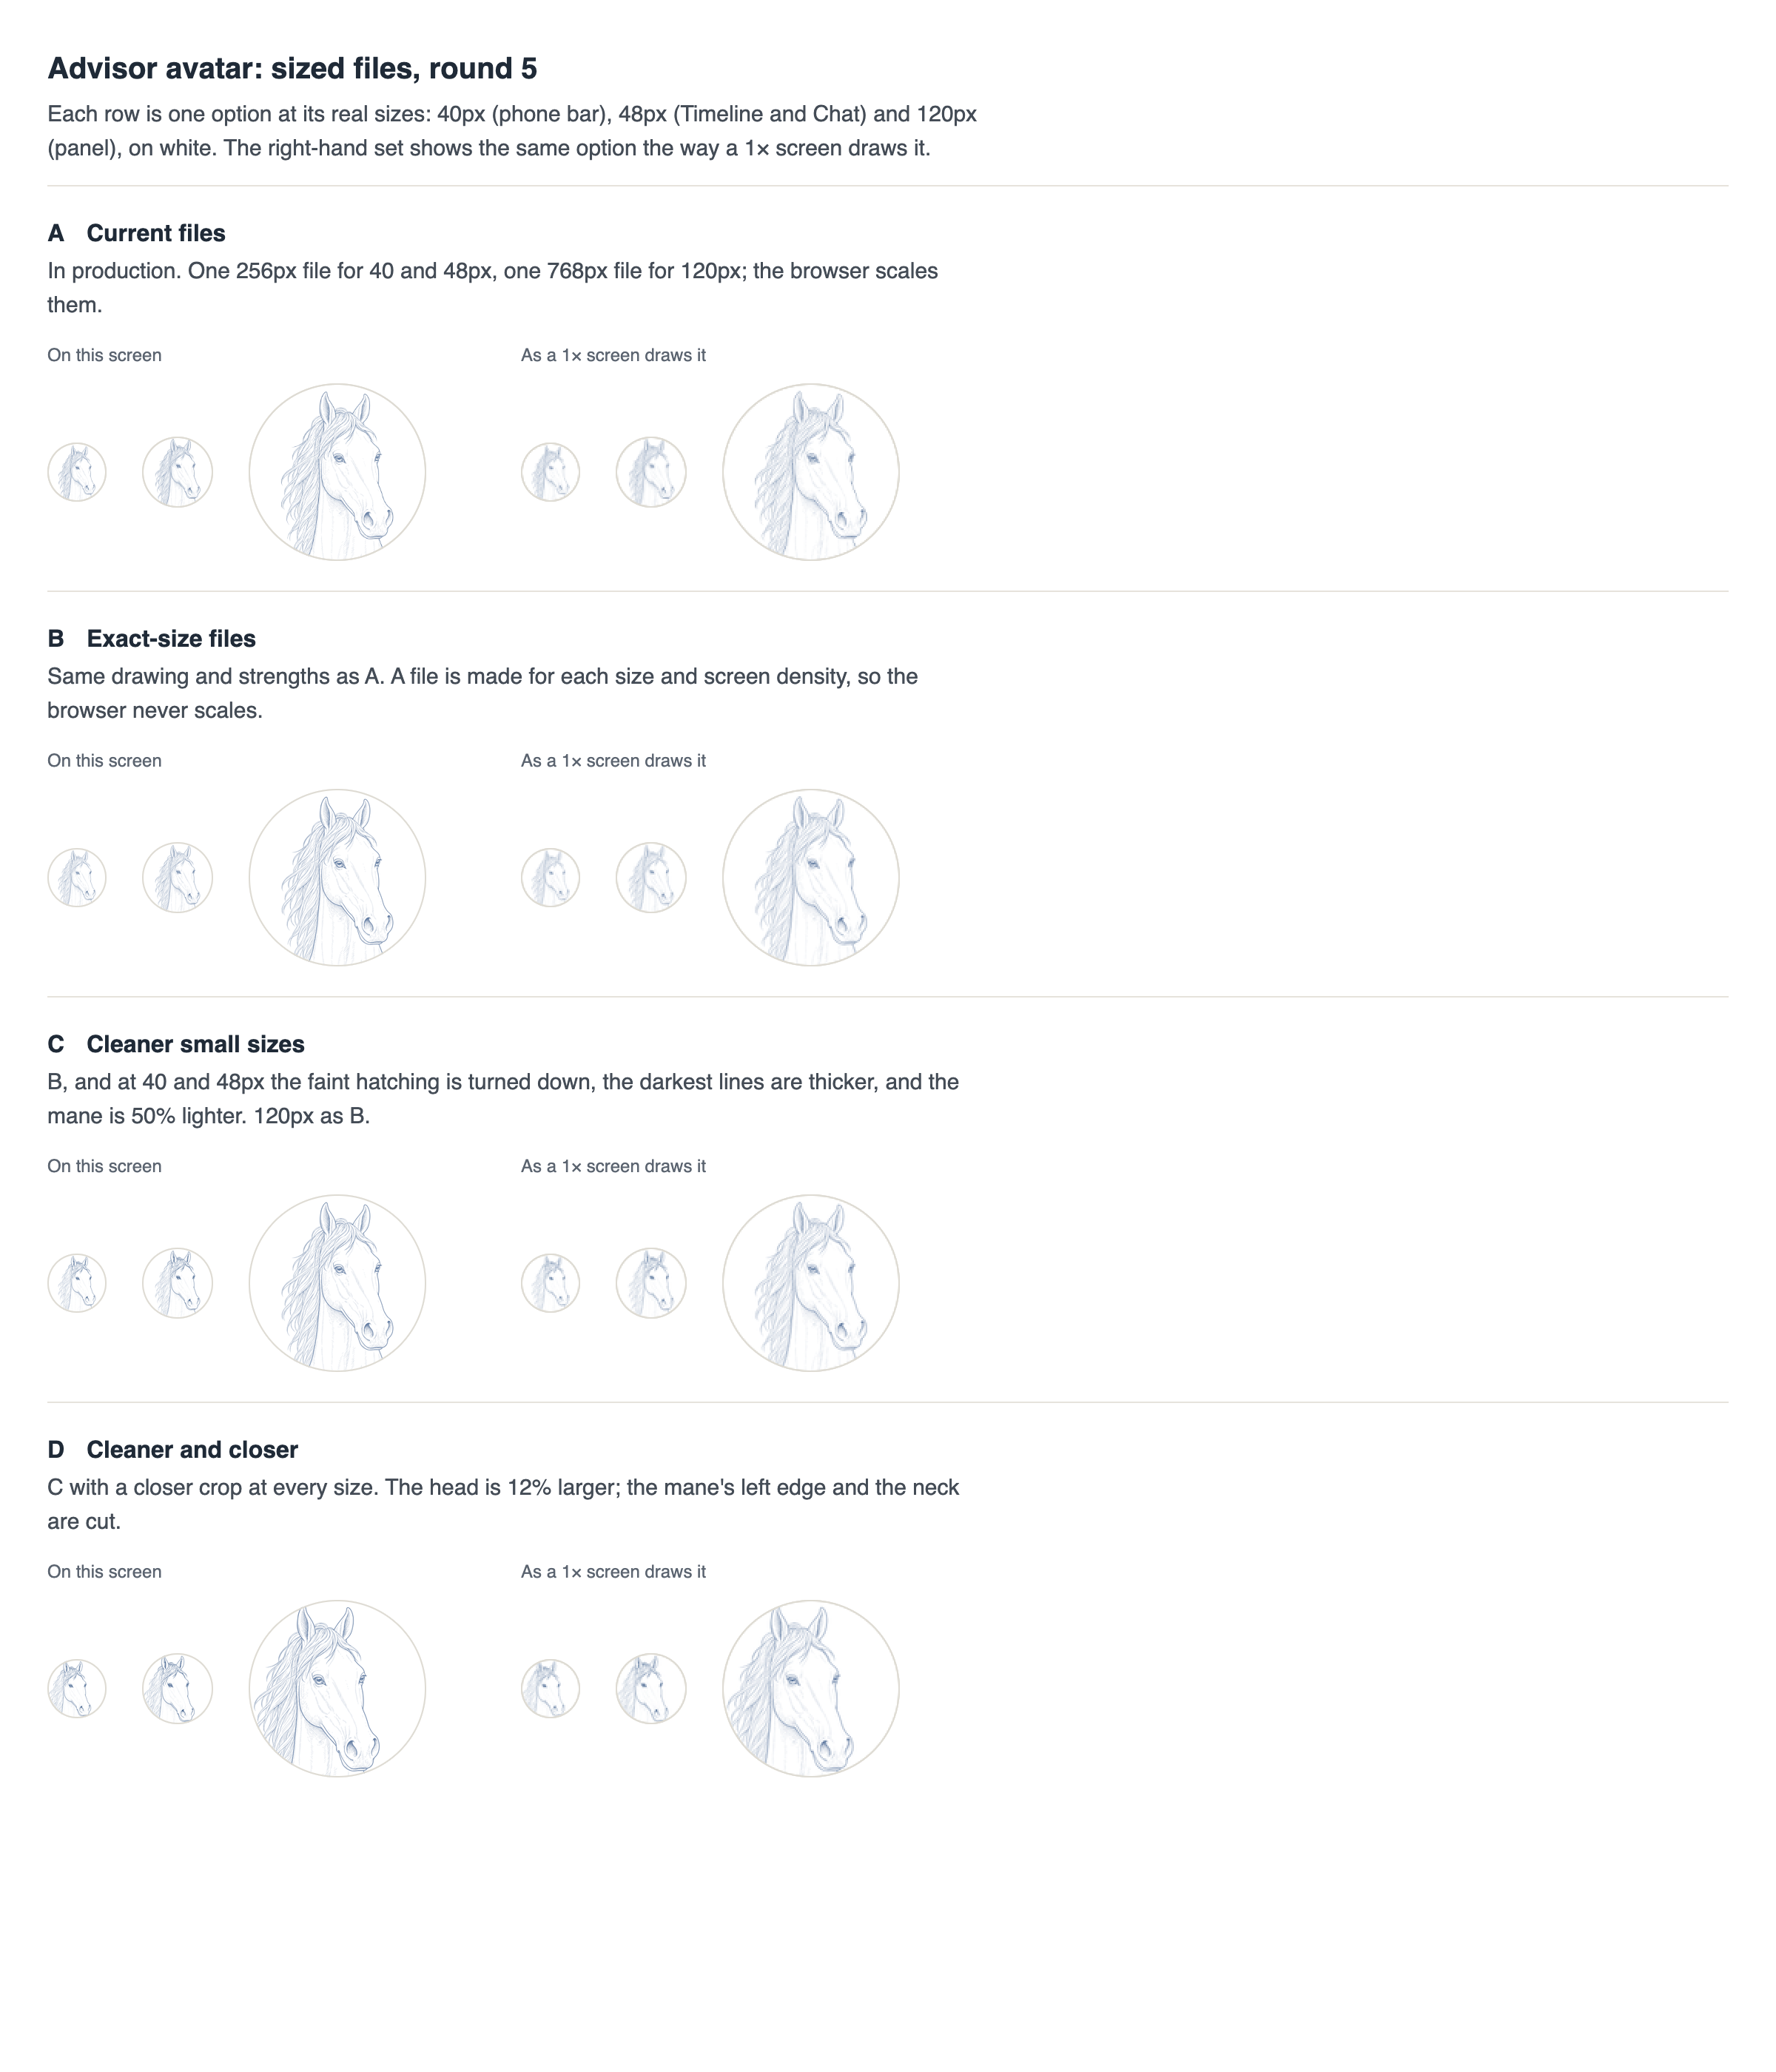 Advisor avatar: sized files, round 5
Each row is one option at its real sizes: 40px (phone bar), 48px (Timeline and Chat) and 120px
(panel), on white. The right-hand set shows the same option the way a 1× screen draws it.
A Current files
In production. One 256px file for 40 and 48px, one 768px file for 120px; the browser scales
them.
On this screen As a 1× screen draws it
B Exact-size files
Same drawing and strengths as A. A file is made for each size and screen density, so the
browser never scales.
On this screen As a 1× screen draws it
C Cleaner small sizes
B, and at 40 and 48px the faint hatching is turned down, the darkest lines are thicker, and the
mane is 50% lighter. 120px as B.
On this screen As a 1× screen draws it
D Cleaner and closer
C with a closer crop at every size. The head is 12% larger; the mane's left edge and the neck
are cut.
On this screen As a 1× screen draws it